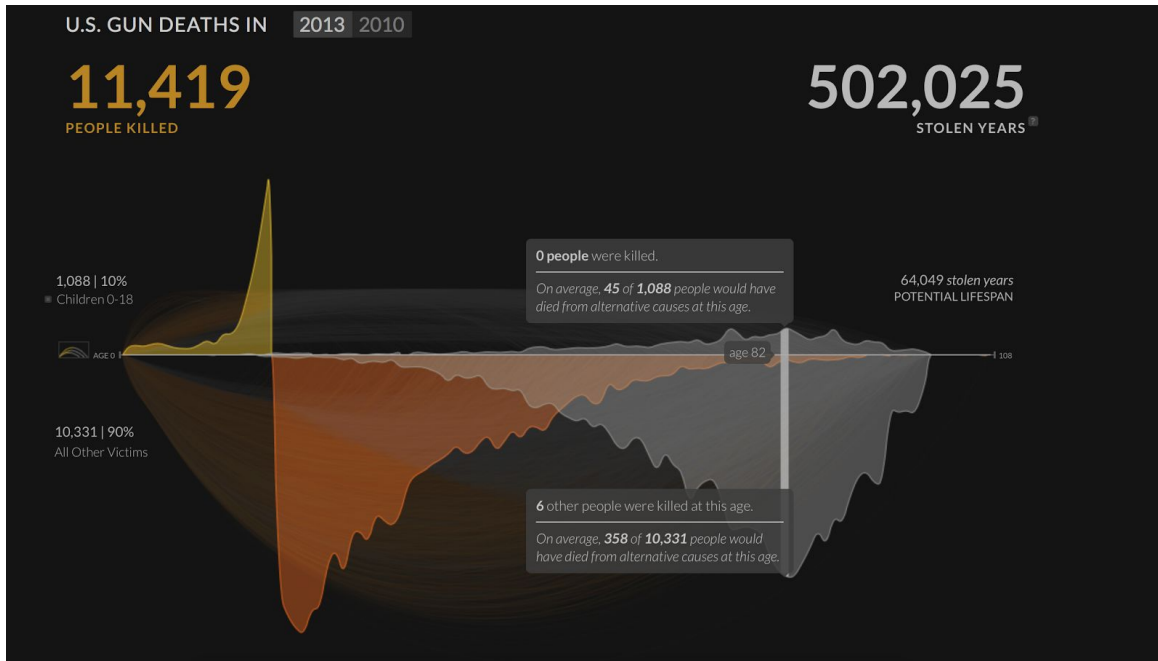 U.S. GUN DEATHS IN 2013 2010
11,419
PEOPLE KILLED
502,025
STOLEN YEARS ?
1,088 | 10%
Children 0-18
0 people were killed.
On average, 45 of 1,088 people would have
died from alternative causes at this age.
64,049 stolen years
POTENTIAL LIFESPAN
AGE 0
age 82
108
10,331 | 90%
All Other Victims
6 other people were killed at this age.
On average, 358 of 10,331 people would
have died from alternative causes at this age.